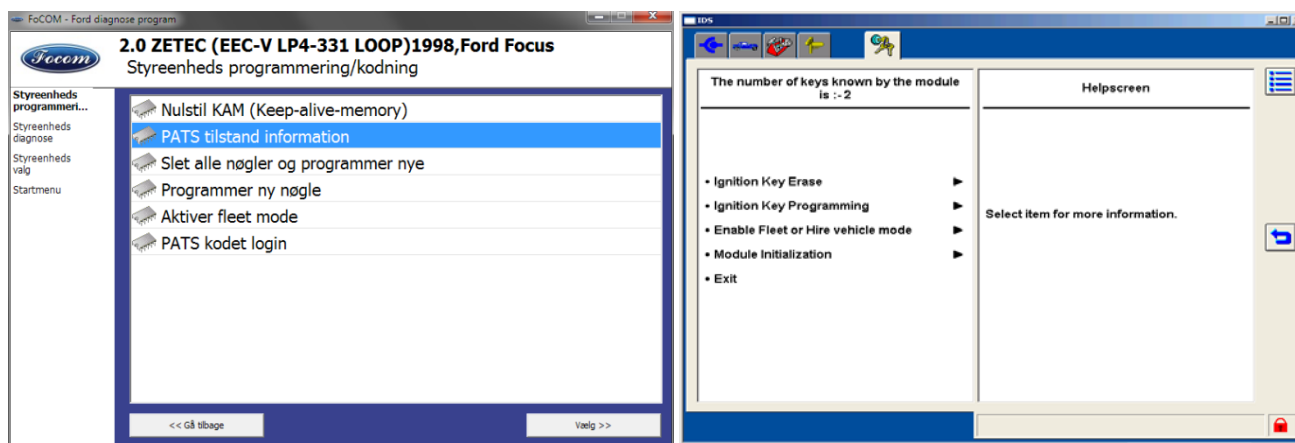 FoCOM - Ford diagnose program
Focom
2.0 ZETEC (EEC-V LP4-331 LOOP)1998,Ford Focus
Styreenheds programmering/kodning
Styreenheds
programmeri...
Styreenheds
diagnose
Styreenheds
valg
Startmenu
Nulstil KAM (Keep-alive-memory)
PATS tilstand information
Slet alle nøgler og programmer nye
Programmer ny nøgle
Aktiver fleet mode
PATS kodet login
<< Gå tilbage
Vælg >>
IDS
The number of keys known by the module
is :- 2
• Ignition Key Erase
• Ignition Key Programming
• Enable Fleet or Hire vehicle mode
• Module Initialization
• Exit
Helpscreen
Select item for more information.